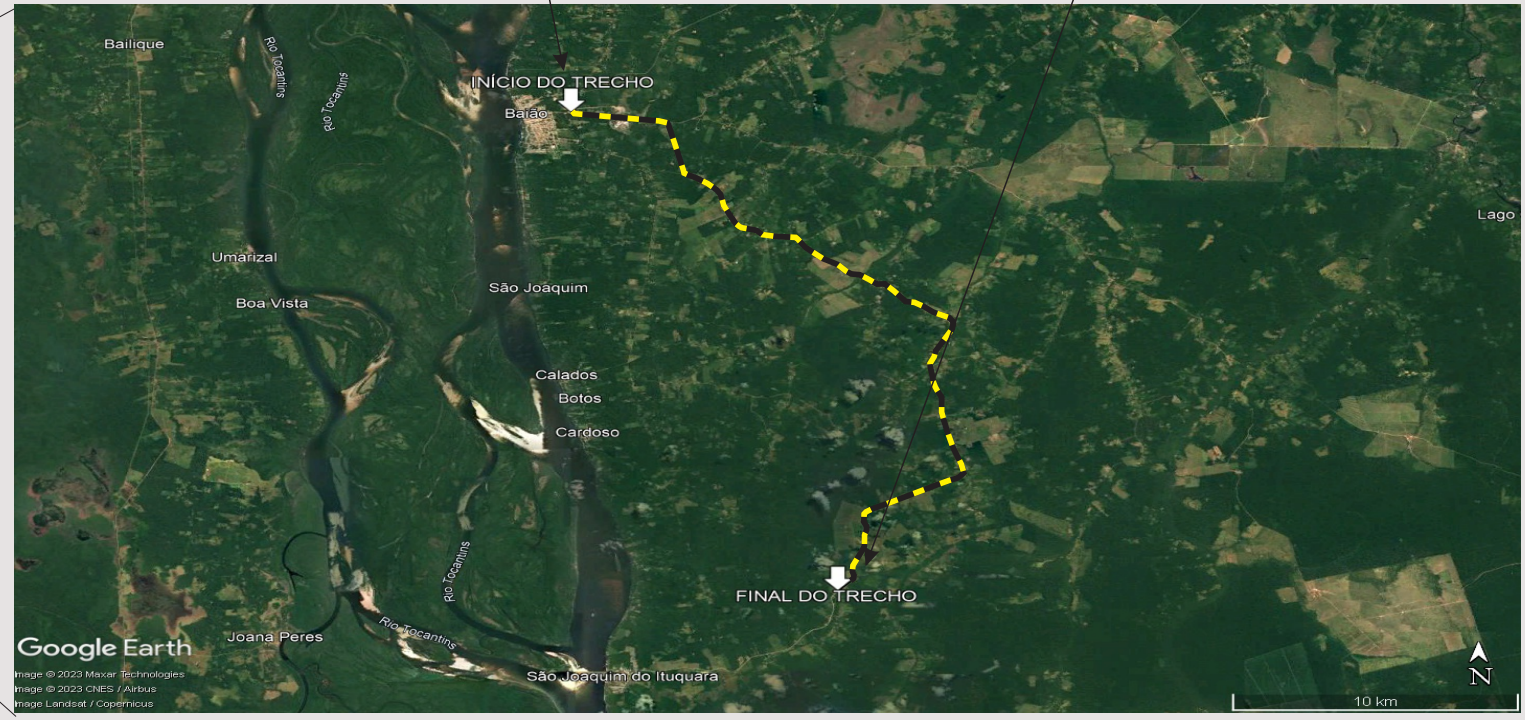 Bailique
Rio Tocantins
Rio Tocantins
INÍCIO DO TRECHO
Baião
Lago
Umarizal
São Joaquim
Boa Vista
Calados
Botos
Cardoso
Rio Tocantins
FINAL DO TRECHO
Rio Tocantins
Joana Peres
Google Earth
São Joaquim do Ituquara
Image © 2023 Maxar Technologies
Image © 2023 CNES / Airbus
Image Landsat / Copernicus
N
10 km